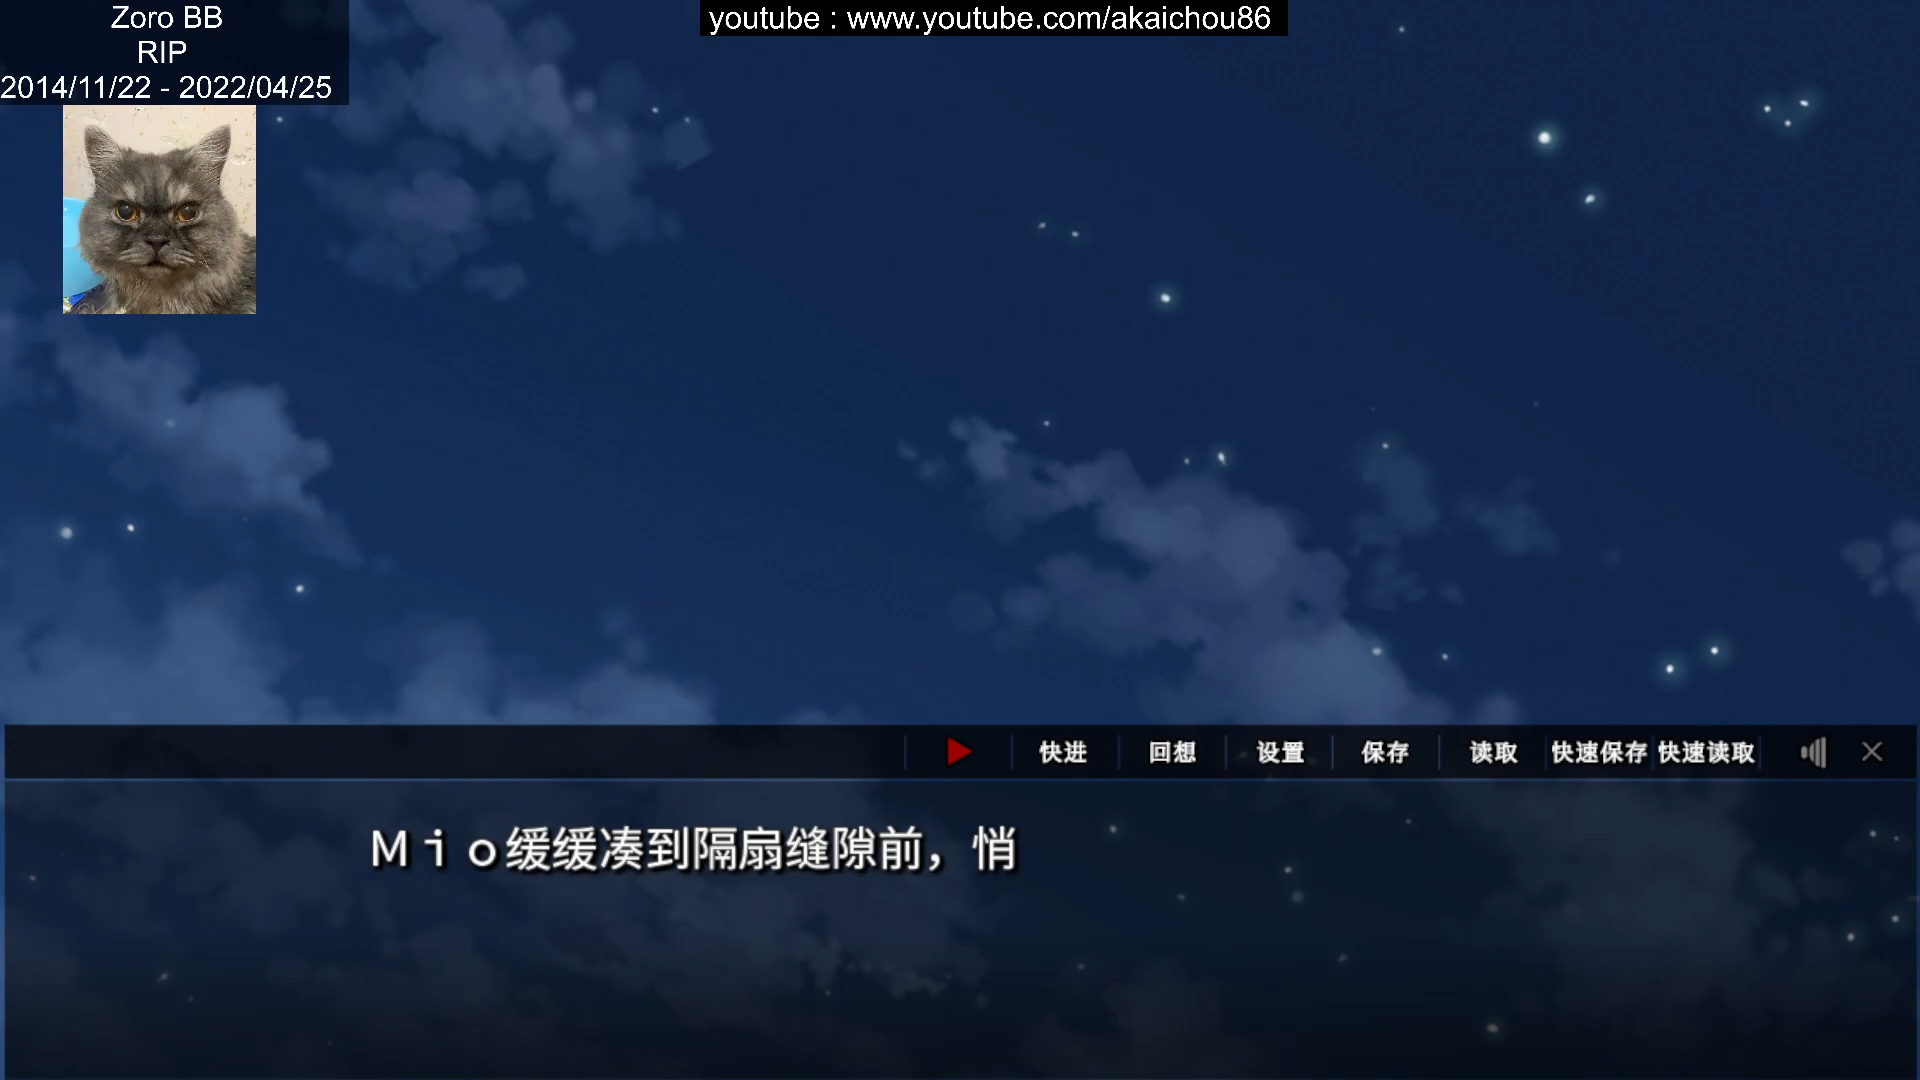 Zoro BB
RIP
2014/11/22 - 2022/04/25
youtube : www.youtube.com/akaichou86
快进 回想 设置 保存 读取 快速保存 快速读取
Ｍｉｏ缓缓凑到隔扇缝隙前，悄